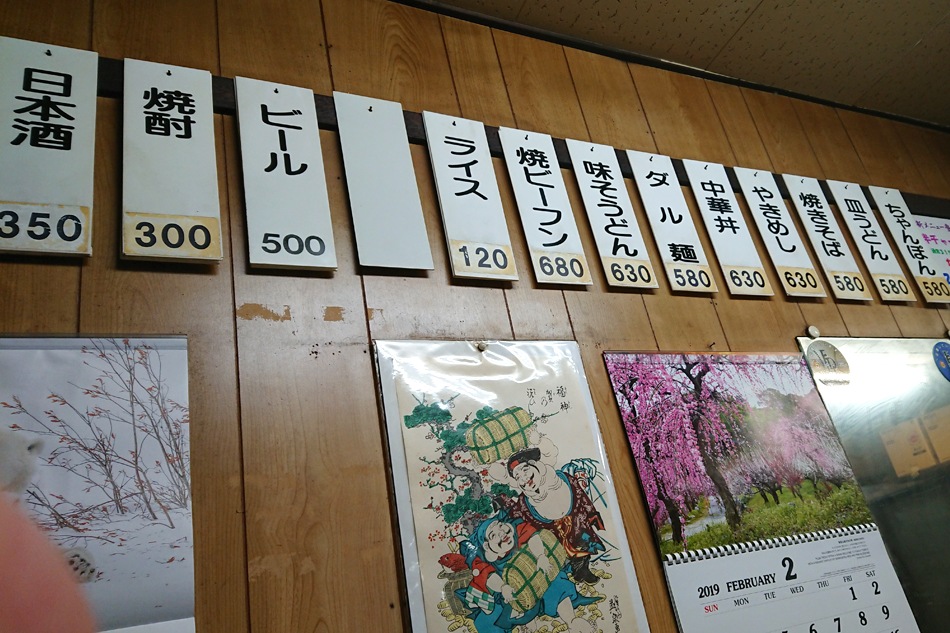 日本酒
350
焼酎
300
ビール
500
ライス
120
焼ビーフン
680
味そうどん
630
ダル麺
580
中華丼
630
やきめし
630
焼きそば
580
皿うどん
580
ちゃんぽん
580
2019 FEBRUARY 2
SUN MON TUE WED THU FRI SAT
1 2
6 7 8 9